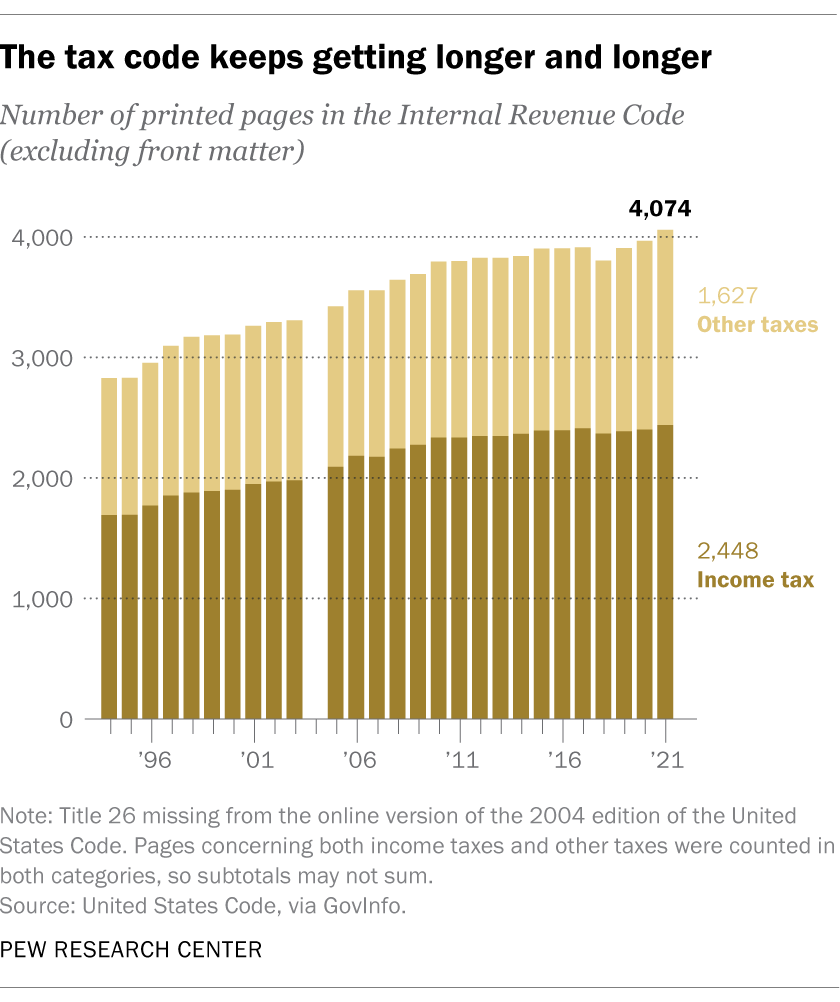 The tax code keeps getting longer and longer
Number of printed pages in the Internal Revenue Code
(excluding front matter)
4,074
4,000
1,627
Other taxes
3,000
2,000
2,448
Income tax
1,000
0
’96 ’01 ’06 ’11 ’16 ’21
Note: Title 26 missing from the online version of the 2004 edition of the United
States Code. Pages concerning both income taxes and other taxes were counted in
both categories, so subtotals may not sum.
Source: United States Code, via GovInfo.
PEW RESEARCH CENTER